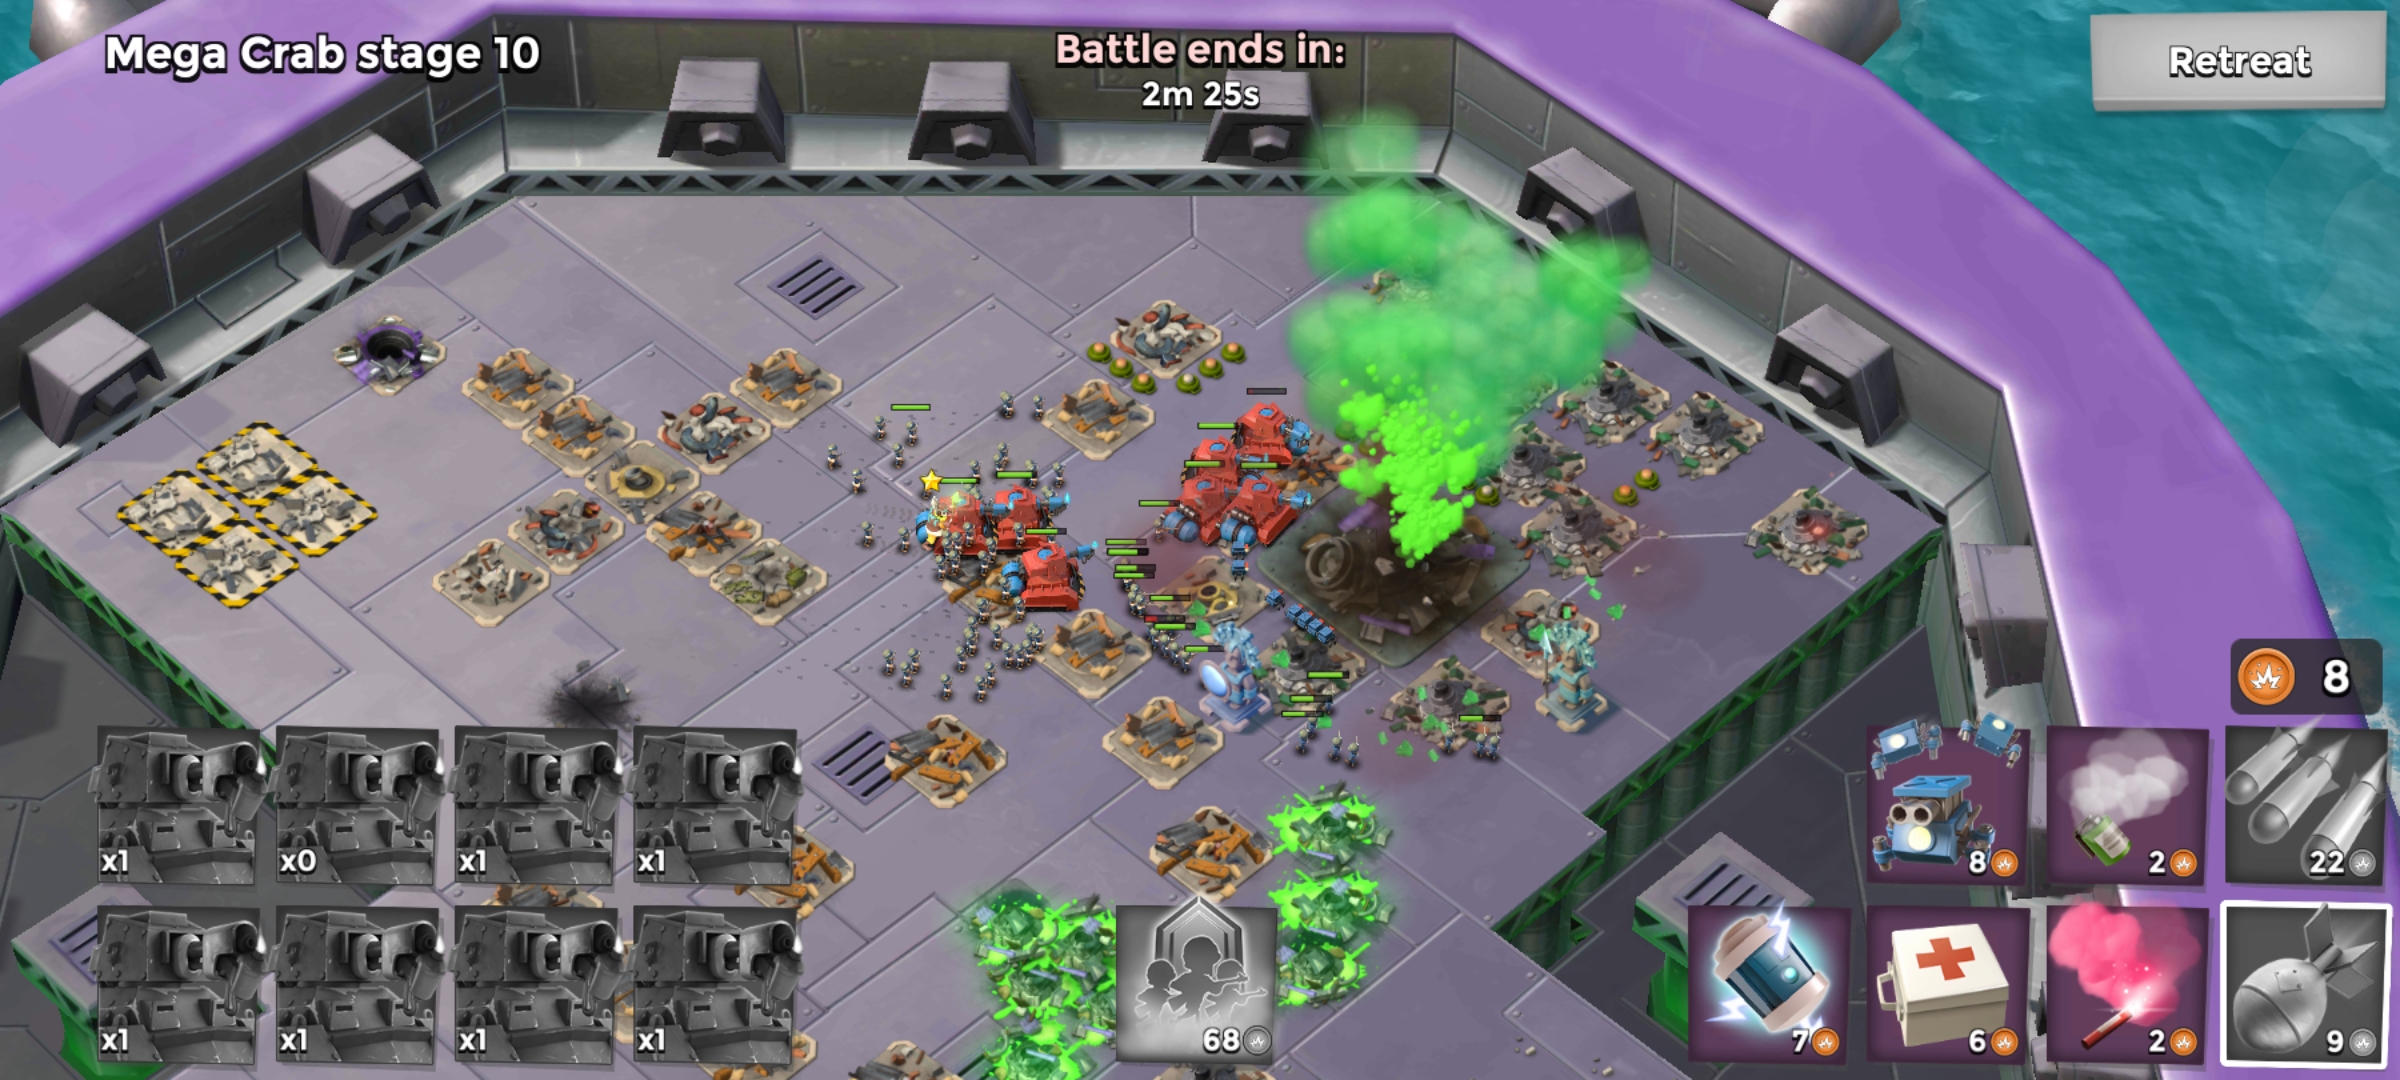 Mega Crab stage 10
Battle ends in:
2m 25s
Retreat
8
x1
x0
x1
x1
8
2
22
x1
x1
x1
x1
68
7
6
2
9